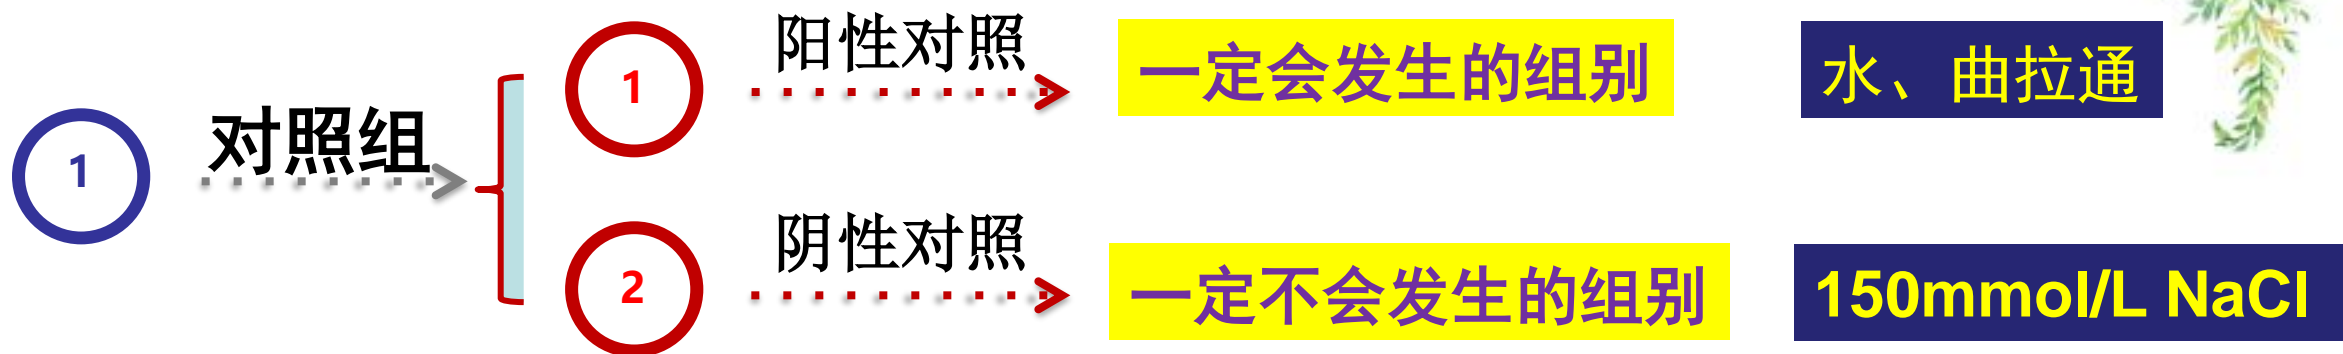 1
对照组
1
阳性对照
一定会发生的组别
水、曲拉通
2
阴性对照
一定不会发生的组别
150mmol/L NaCl